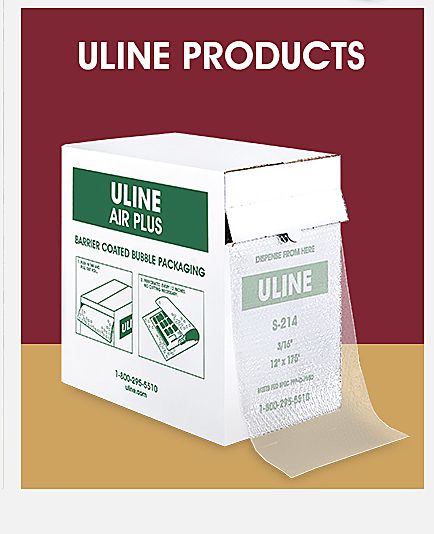 ULINE PRODUCTS
ULINE
AIR PLUS
BARRIER COATED BUBBLE PACKAGING
1-800-295-5510
uline.com
DISPENSE FROM HERE
ULINE
S-214
3/16"
12" x 175'
1-800-295-5510
ULI